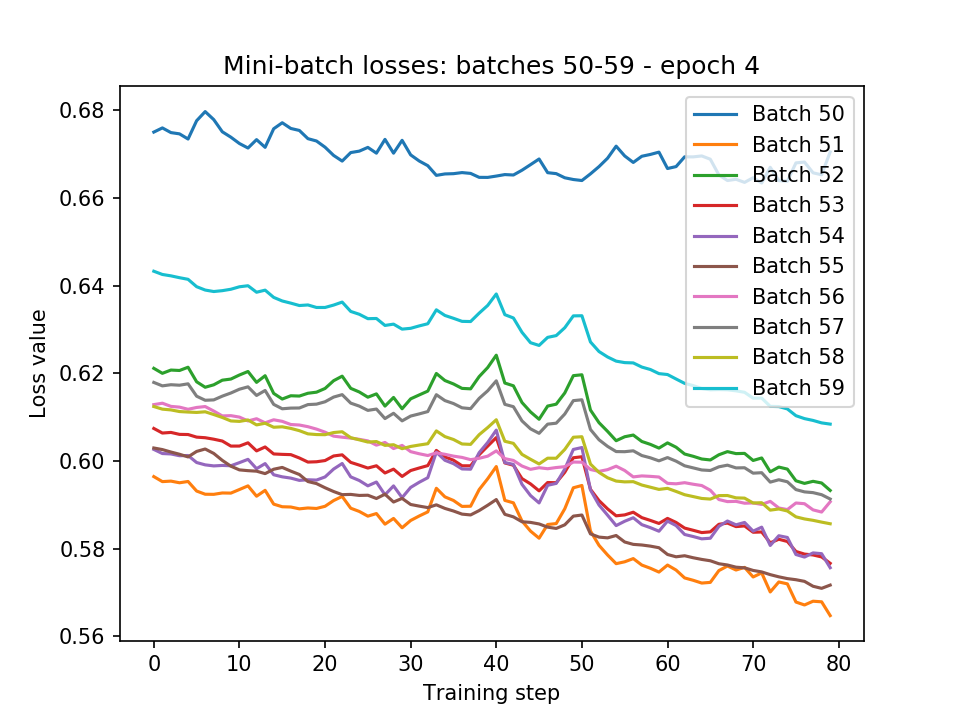 Mini-batch losses: batches 50-59 - epoch 4
Loss value
0.68
0.66
0.64
0.62
0.60
0.58
0.56
Batch 50
Batch 51
Batch 52
Batch 53
Batch 54
Batch 55
Batch 56
Batch 57
Batch 58
Batch 59
0 10 20 30 40 50 60 70 80
Training step